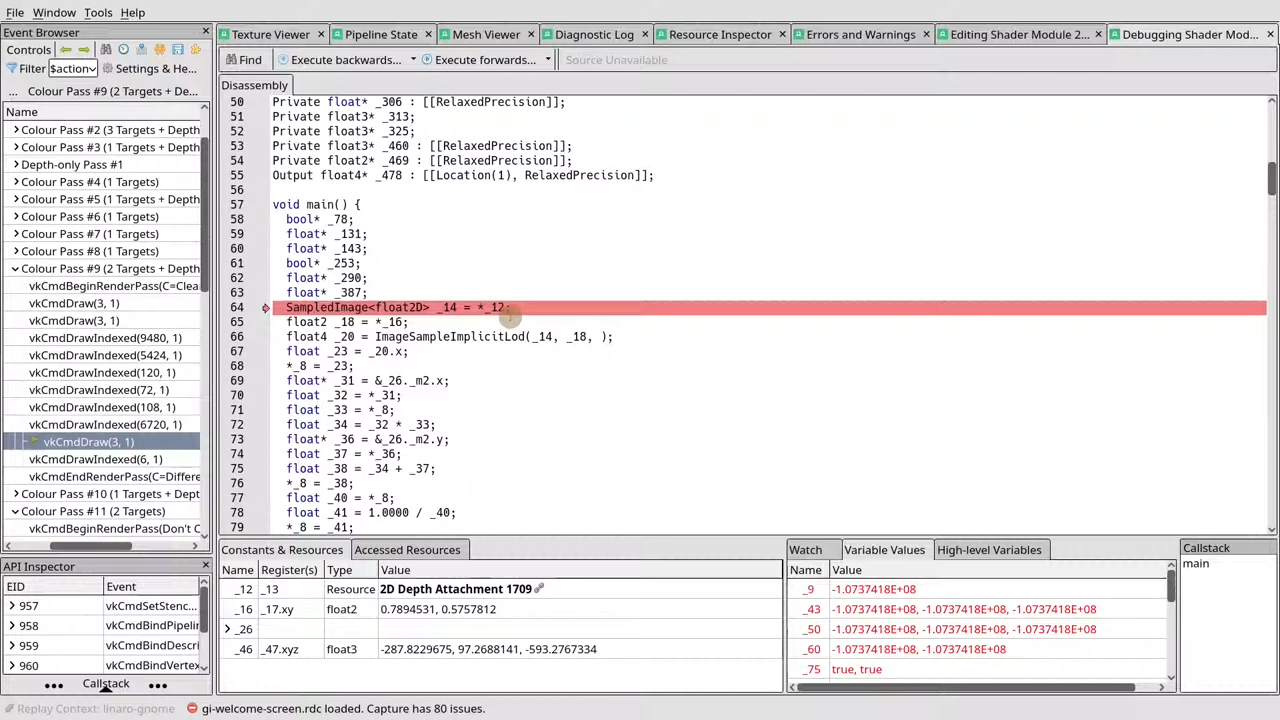 File Window Tools Help
Event Browser
Controls
Filter $action Settings & He...
... Colour Pass #9 (2 Targets + De...
Name
Colour Pass #2 (3 Targets + Depth
Colour Pass #3 (1 Targets + Depth
Depth-only Pass #1
Colour Pass #4 (1 Targets)
Colour Pass #5 (1 Targets + Depth
Colour Pass #6 (1 Targets)
Colour Pass #7 (1 Targets)
Colour Pass #8 (1 Targets)
Colour Pass #9 (2 Targets + Depth
vkCmdBeginRenderPass(C=Clea
vkCmdDraw(3, 1)
vkCmdDraw(3, 1)
vkCmdDrawIndexed(9480, 1)
vkCmdDrawIndexed(5424, 1)
vkCmdDrawIndexed(120, 1)
vkCmdDrawIndexed(72, 1)
vkCmdDrawIndexed(108, 1)
vkCmdDrawIndexed(6720, 1)
vkCmdDraw(3, 1)
vkCmdDrawIndexed(6, 1)
vkCmdEndRenderPass(C=Differe
Colour Pass #10 (1 Targets + Dept
Colour Pass #11 (2 Targets)
vkCmdBeginRenderPass(Don't C
API Inspector
EID Event
957 vkCmdSetStenc...
958 vkCmdBindPipelin
959 vkCmdBindDescri
960 vkCmdBindVertex
Callstack
Texture Viewer Pipeline State Mesh Viewer Diagnostic Log Resource Inspector Errors and Warnings Editing Shader Module 2... Debugging Shader Mod...
Find Execute backwards... Execute forwards... Source Unavailable
Disassembly
50 Private float* _306 : [[RelaxedPrecision]];
51 Private float3* _313;
52 Private float3* _325;
53 Private float3* _460 : [[RelaxedPrecision]];
54 Private float2* _469 : [[RelaxedPrecision]];
55 Output float4* _478 : [[Location(1), RelaxedPrecision]];
56
57 void main() {
58 bool* _78;
59 float* _131;
60 float* _143;
61 bool* _253;
62 float* _290;
63 float* _387;
64 SampledImage<float2D> _14 = *_12;
65 float2 _18 = *_16;
66 float4 _20 = ImageSampleImplicitLod(_14, _18, );
67 float _23 = _20.x;
68 *_8 = _23;
69 float* _31 = &_26._m2.x;
70 float _32 = *_31;
71 float _33 = *_8;
72 float _34 = _32 * _33;
73 float* _36 = &_26._m2.y;
74 float _37 = *_36;
75 float _38 = _34 + _37;
76 *_8 = _38;
77 float _40 = *_8;
78 float _41 = 1.0000 / _40;
79 *_8 = _41;
Constants & Resources Accessed Resources
Name Register(s) Type Value
_12 _13 Resource 2D Depth Attachment 1709
_16 _17.xy float2 0.7894531, 0.5757812
_26
_46 _47.xyz float3 -287.8229675, 97.2688141, -593.2767334
Watch Variable Values High-level Variables
Name Value
_9 -1.0737418E+08
_43 -1.0737418E+08, -1.0737418E+08, -1.0737418E+08
_50 -1.0737418E+08, -1.0737418E+08, -1.0737418E+08
_60 -1.0737418E+08, -1.0737418E+08
_75 true, true
Callstack
main
Replay Context: linaro-gnome gi-welcome-screen.rdc loaded. Capture has 80 issues.